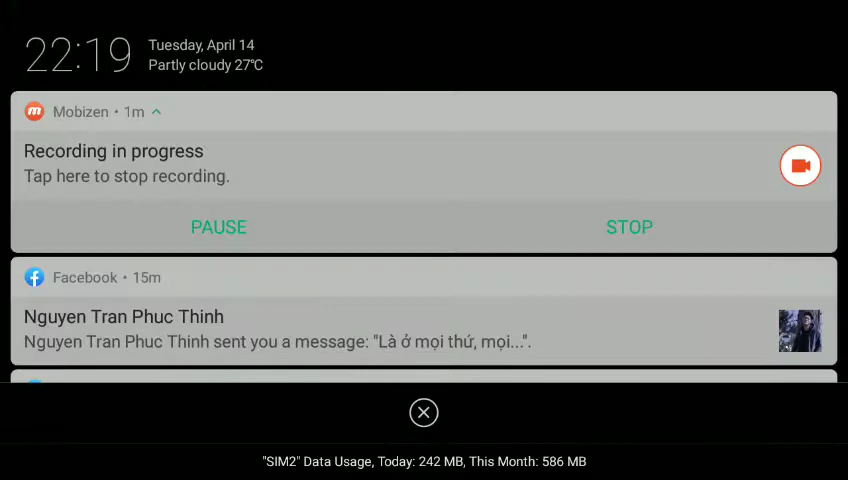 22:19
Tuesday, April 14
Partly cloudy 27℃
Mobizen • 1m
Recording in progress
Tap here to stop recording.
PAUSE STOP
Facebook • 15m
Nguyen Tran Phuc Thinh
Nguyen Tran Phuc Thinh sent you a message: "Là ở mọi thứ, mọi...".
"SIM2" Data Usage, Today: 242 MB, This Month: 586 MB